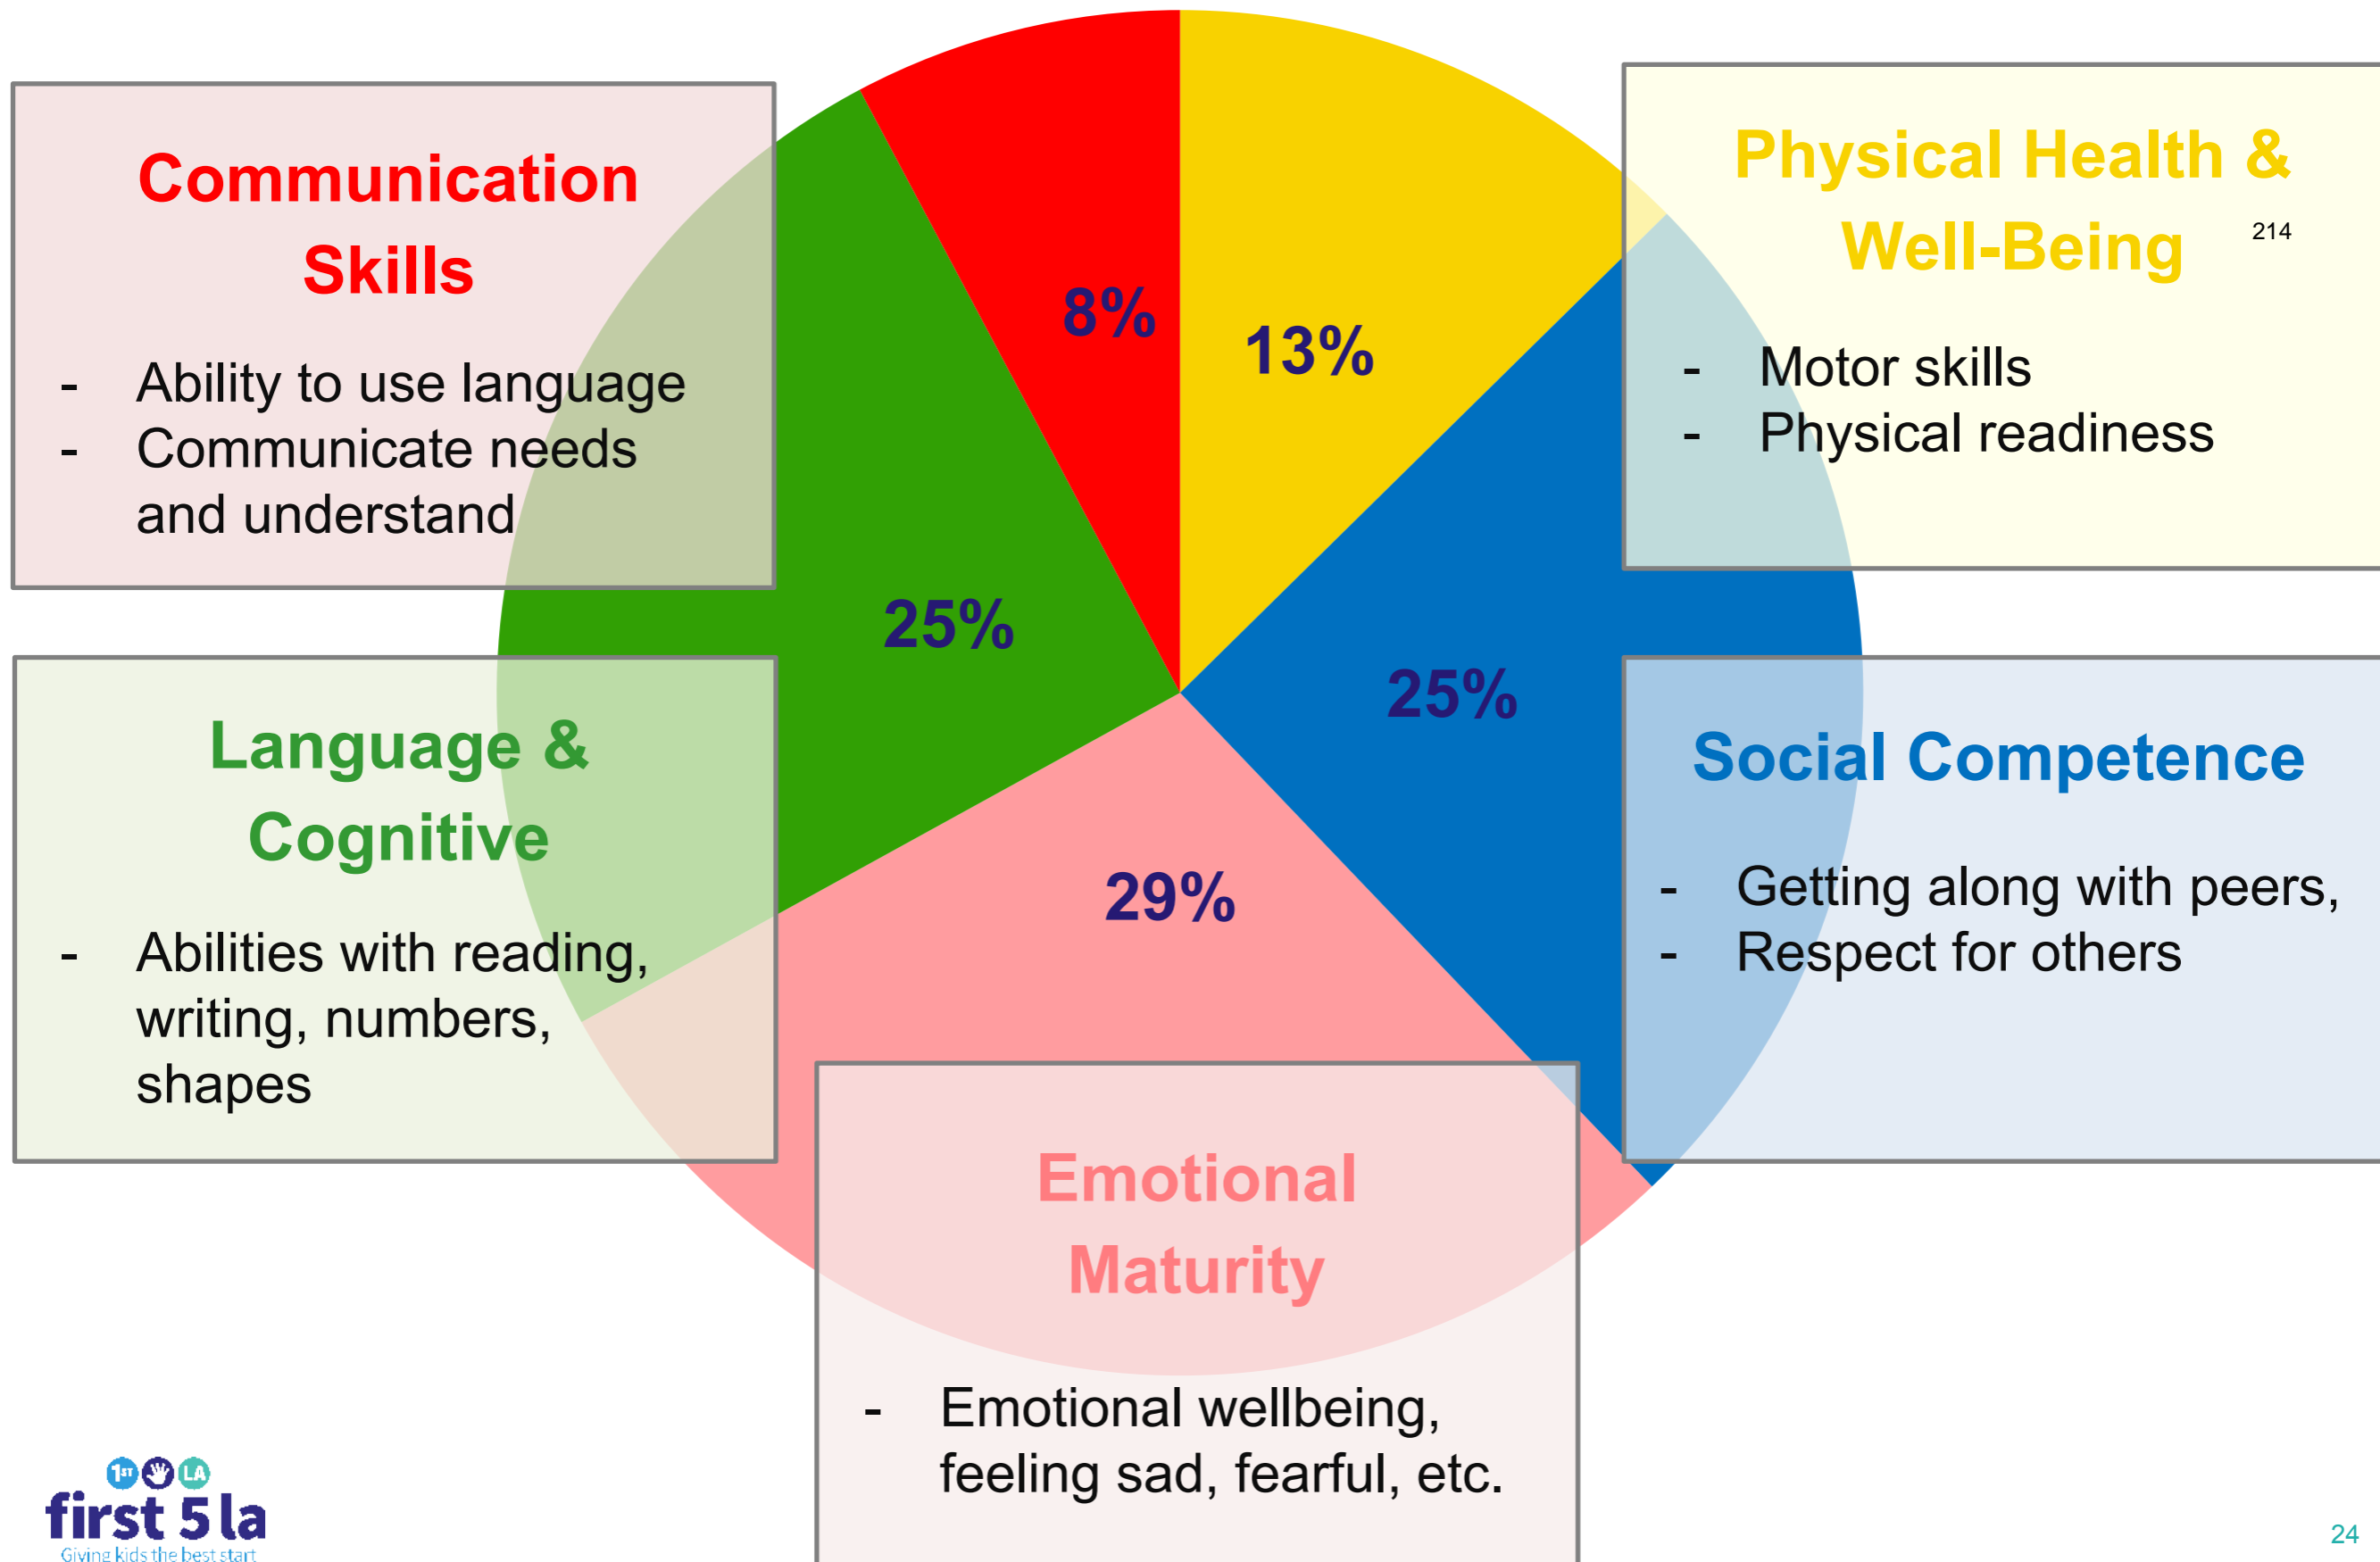 Communication
Skills
- Ability to use language
- Communicate needs
and understand
Physical Health &
Well-Being
214
- Motor skills
- Physical readiness
8%
13%
25%
25%
29%
Language &
Cognitive
- Abilities with reading,
writing, numbers,
shapes
Social Competence
- Getting along with peers,
- Respect for others
Emotional
Maturity
- Emotional wellbeing,
feeling sad, fearful, etc.
1ST LA
first 5 la
Giving kids the best start
24